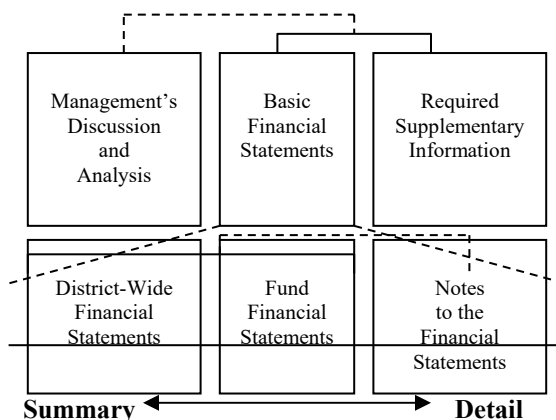 Management's
Discussion
and
Analysis
Basic
Financial
Statements
Required
Supplementary
Information
District-Wide
Financial
Statements
Fund
Financial
Statements
Notes
to the
Financial
Statements
Summary
Detail